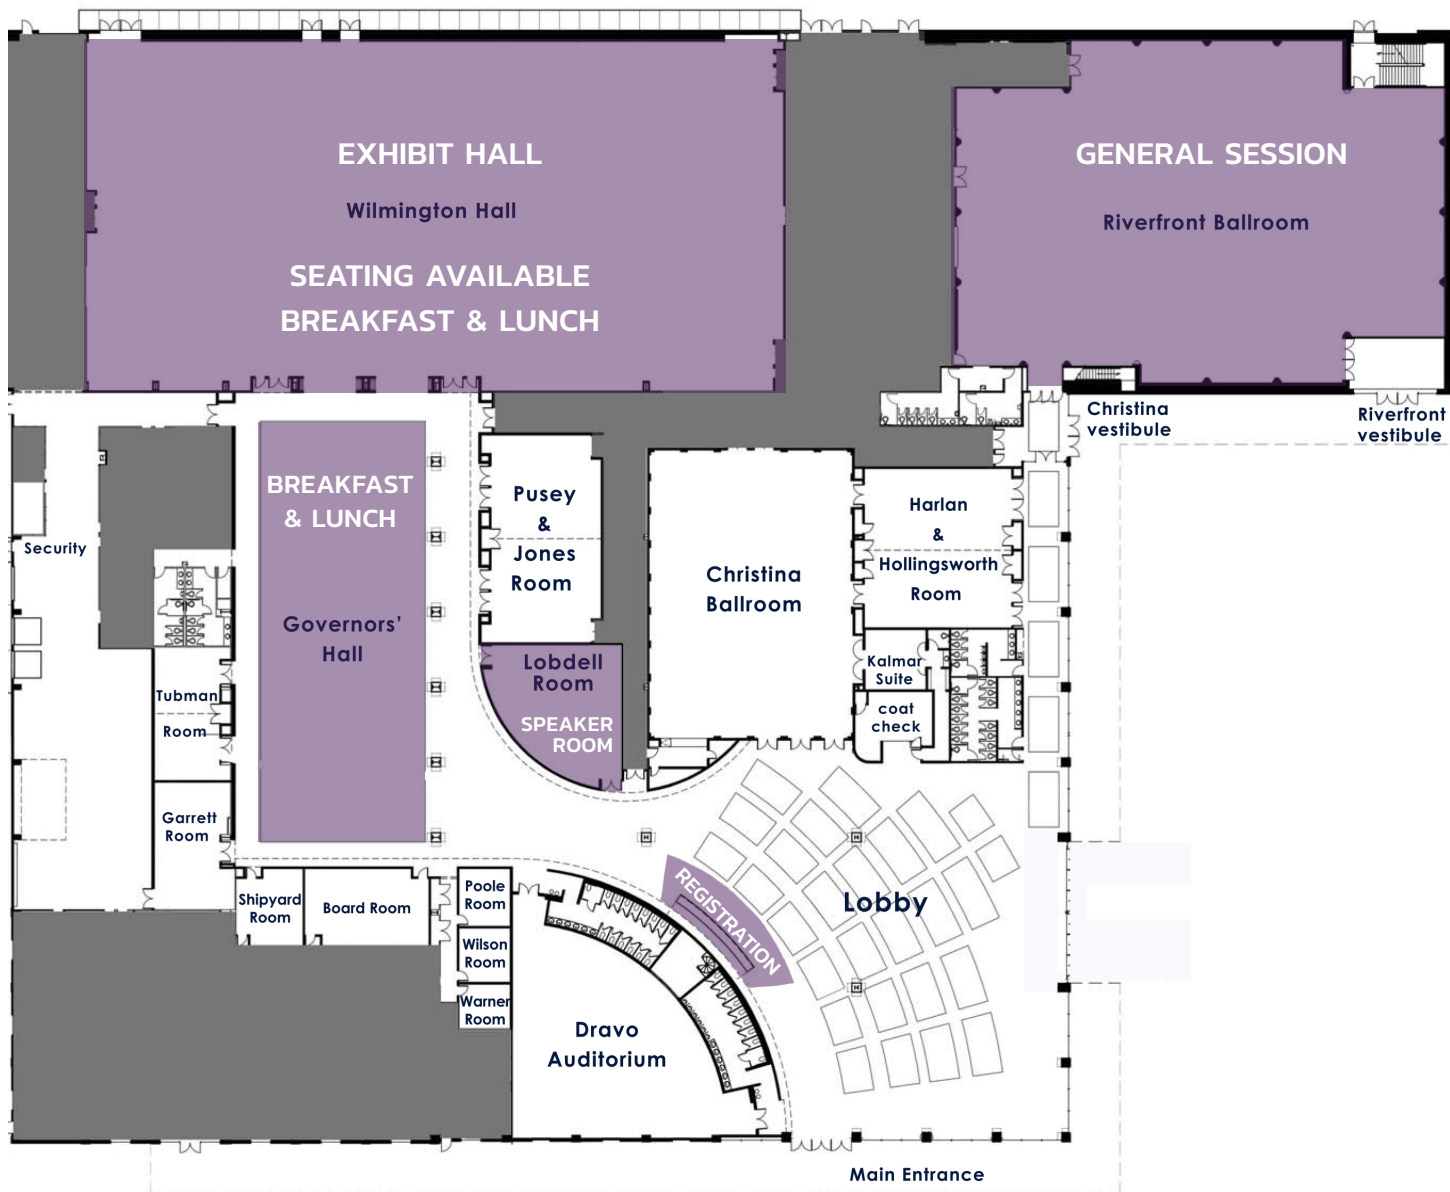 EXHIBIT HALL
Wilmington Hall
SEATING AVAILABLE
BREAKFAST & LUNCH
GENERAL SESSION
Riverfront Ballroom
Christina
vestibule
Riverfront
vestibule
BREAKFAST
& LUNCH
Governors'
Hall
Security
Pusey
&
Jones
Room
Lobdell
Room
SPEAKER
ROOM
Christina
Ballroom
Harlan
&
Hollingsworth
Room
Kalmar
Suite
coat
check
Tubman
Room
Garrett
Room
Shipyard
Room
Board Room
Poole
Room
Wilson
Room
Warner
Room
REGISTRATION
Lobby
Dravo
Auditorium
Main Entrance